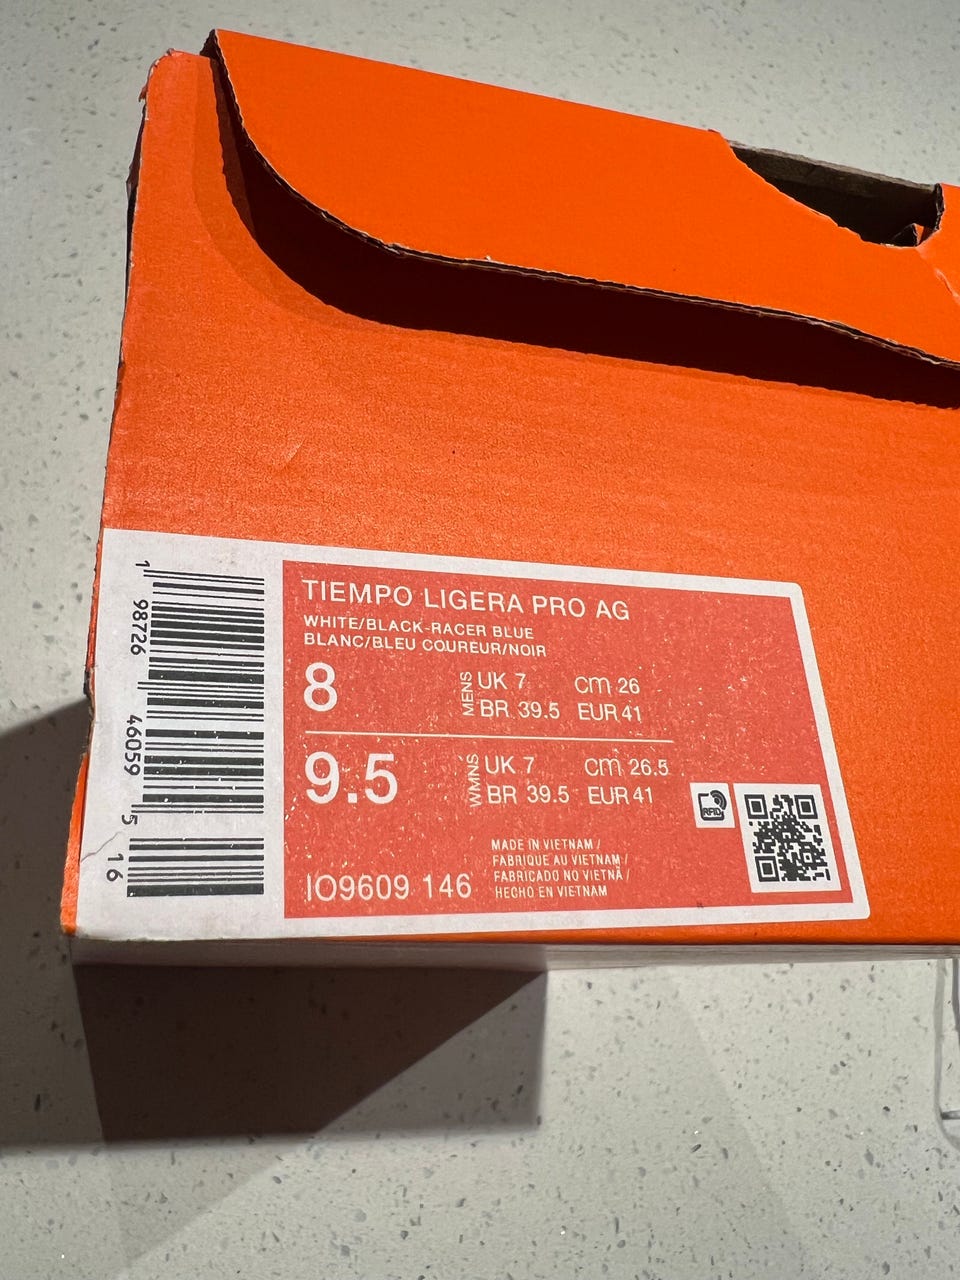 TIEMPO LIGERA PRO AG
WHITE/BLACK-RACER BLUE
BLANC/BLEU COUREUR/NOIR
8 MENS UK 7 cm 26
BR 39.5 EUR 41
9.5 WMNS UK 7 cm 26.5
BR 39.5 EUR 41
RFID
MADE IN VIETNAM /
FABRIQUE AU VIETNAM /
FABRICADO NO VIETNÃ /
HECHO EN VIETNAM
IO9609 146
1 98726 46059 5 16